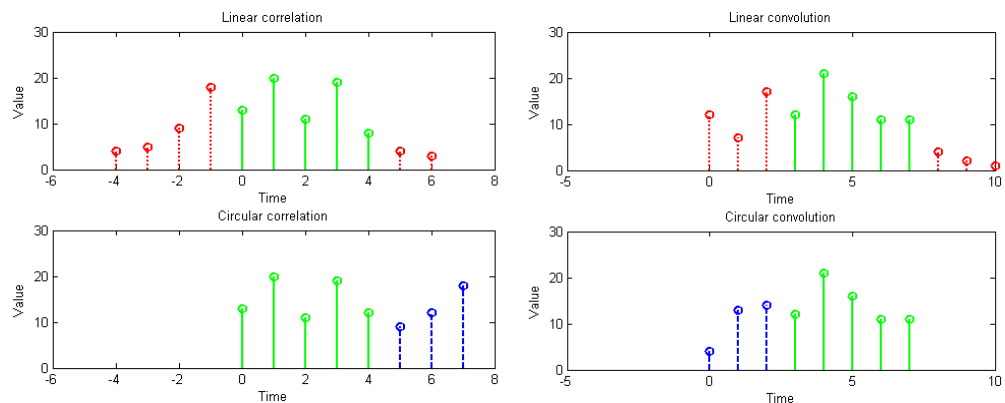 Linear correlation
30
20
10
0
Value
-6 -4 -2 0 2 4 6 8
Time
Linear convolution
30
20
10
0
Value
-5 0 5 10
Time
Circular correlation
30
20
10
0
Value
-6 -4 -2 0 2 4 6 8
Time
Circular convolution
30
20
10
0
Value
-5 0 5 10
Time